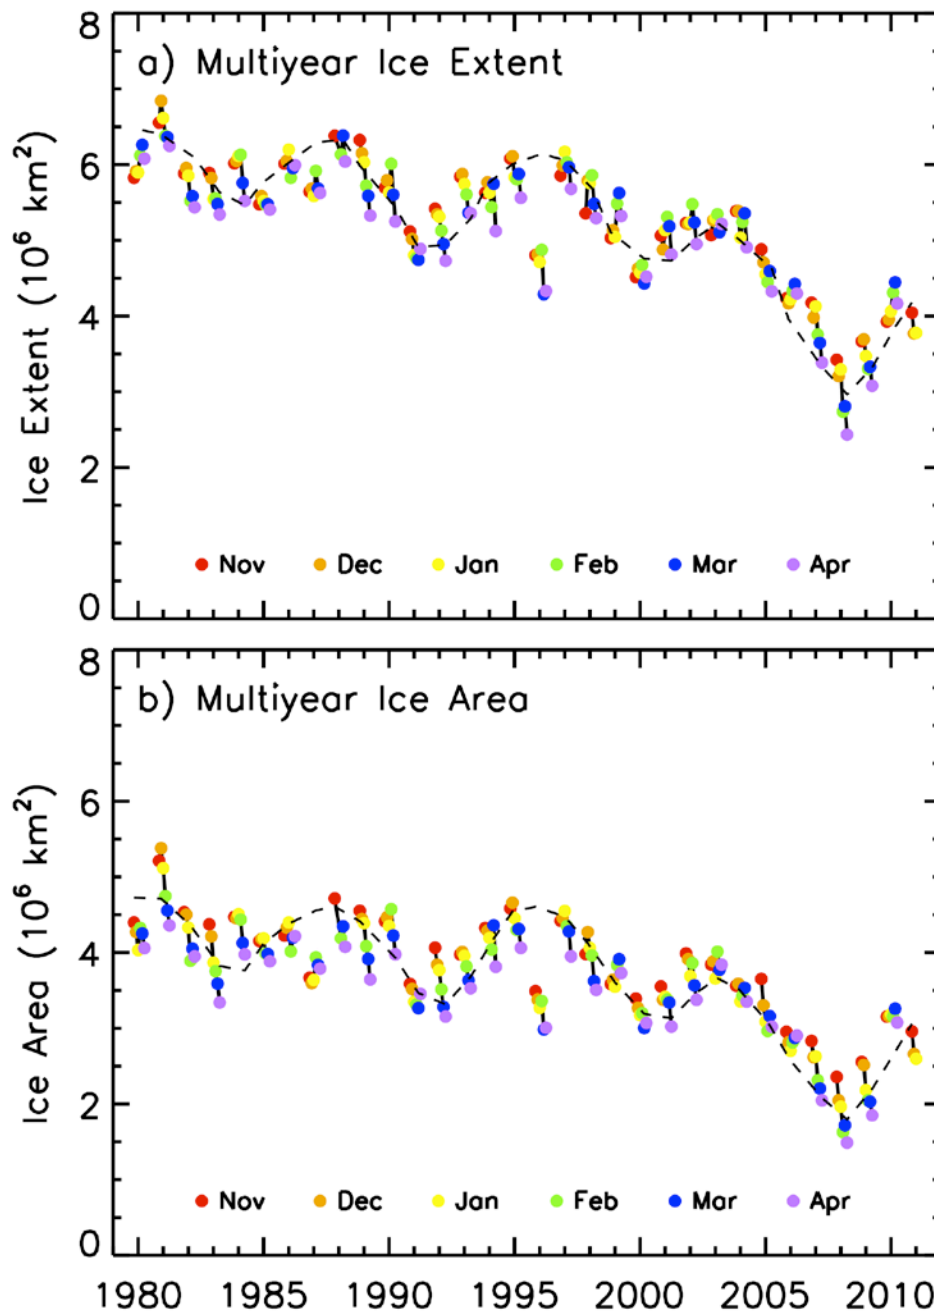 8
a) Multiyear Ice Extent
6
4
2
0
Ice Extent (10⁶ km²)
Nov Dec Jan Feb Mar Apr
8
b) Multiyear Ice Area
6
4
2
0
Ice Area (10⁶ km²)
Nov Dec Jan Feb Mar Apr
1980 1985 1990 1995 2000 2005 2010